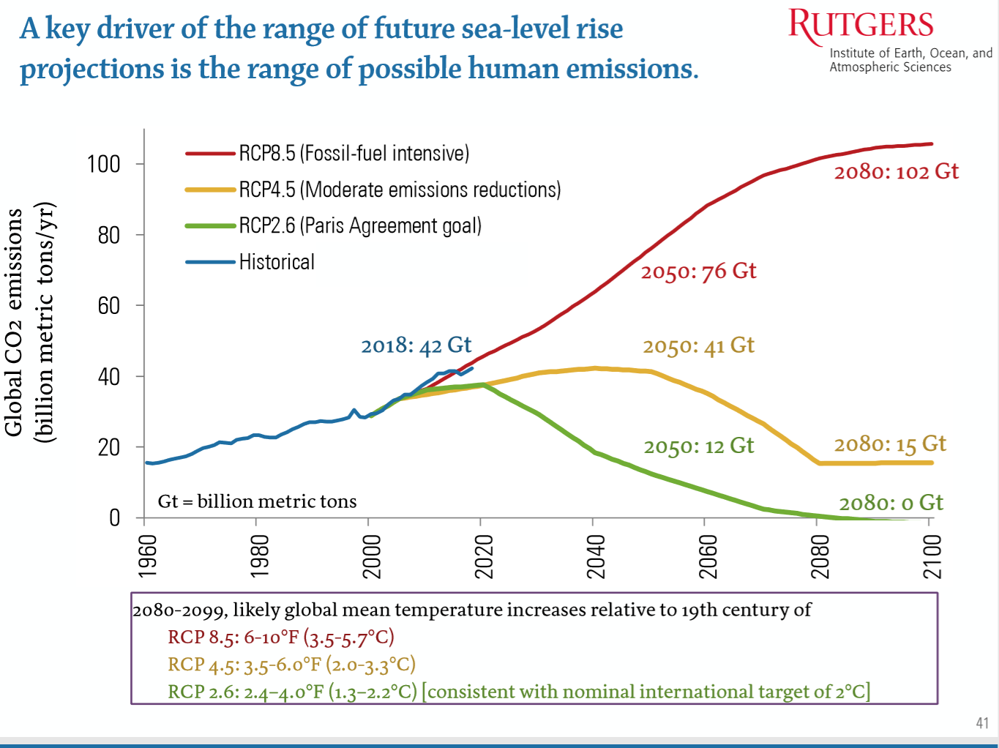 A key driver of the range of future sea-level rise
projections is the range of possible human emissions.
RUTGERS
Institute of Earth, Ocean, and
Atmospheric Sciences
Global CO2 emissions
(billion metric tons/yr)
100
80
60
40
20
0
RCP8.5 (Fossil-fuel intensive)
RCP4.5 (Moderate emissions reductions)
RCP2.6 (Paris Agreement goal)
Historical
2080: 102 Gt
2050: 76 Gt
2018: 42 Gt
2050: 41 Gt
2050: 12 Gt
2080: 15 Gt
2080: 0 Gt
Gt = billion metric tons
1960
1980
2000
2020
2040
2060
2080
2100
2080-2099, likely global mean temperature increases relative to 19th century of
RCP 8.5: 6-10°F (3.5-5.7°C)
RCP 4.5: 3.5-6.0°F (2.0-3.3°C)
RCP 2.6: 2.4–4.0°F (1.3–2.2°C) [consistent with nominal international target of 2°C]
41